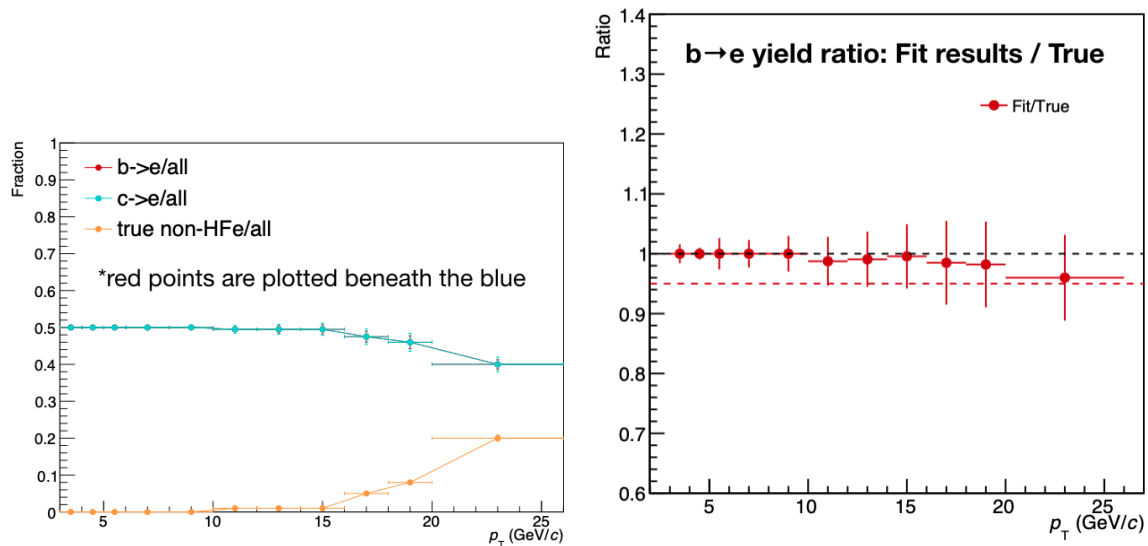 Fraction
1
0.9
0.8
0.7
0.6
0.5
0.4
0.3
0.2
0.1
0
b->e/all
c->e/all
true non-HFe/all
*red points are plotted beneath the blue
5 10 15 20 25
p_T (GeV/c)
Ratio
1.4
1.3
1.2
1.1
1
0.9
0.8
0.7
0.6
b→e yield ratio: Fit results / True
Fit/True
5 10 15 20 25
p_T (GeV/c)